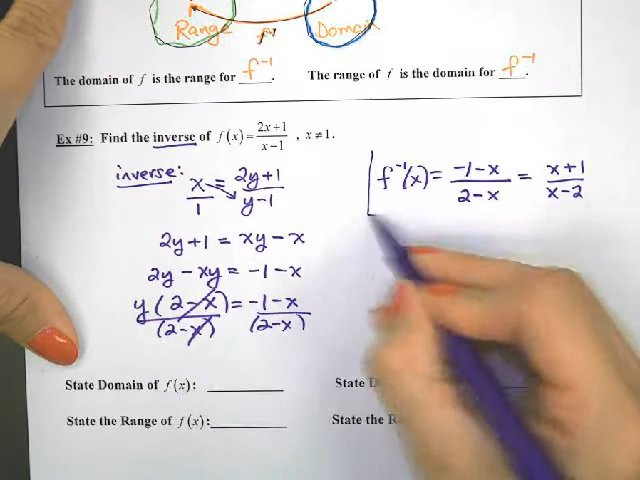 Range f⁻¹ Domain
The domain of f is the range for f⁻¹. The range of f is the domain for f⁻¹.
Ex #9: Find the inverse of f(x) = (2x+1)/(x−1), x ≠ 1.
inverse: x/1 = (2y+1)/(y−1)
f⁻¹(x) = (−1−x)/(2−x) = (x+1)/(x−2)
2y+1 = xy − x
2y − xy = −1 − x
y(2−x)/(2−x) = (−1−x)/(2−x)
State Domain of f(x): ________ State
State the Range of f(x): ________ State the